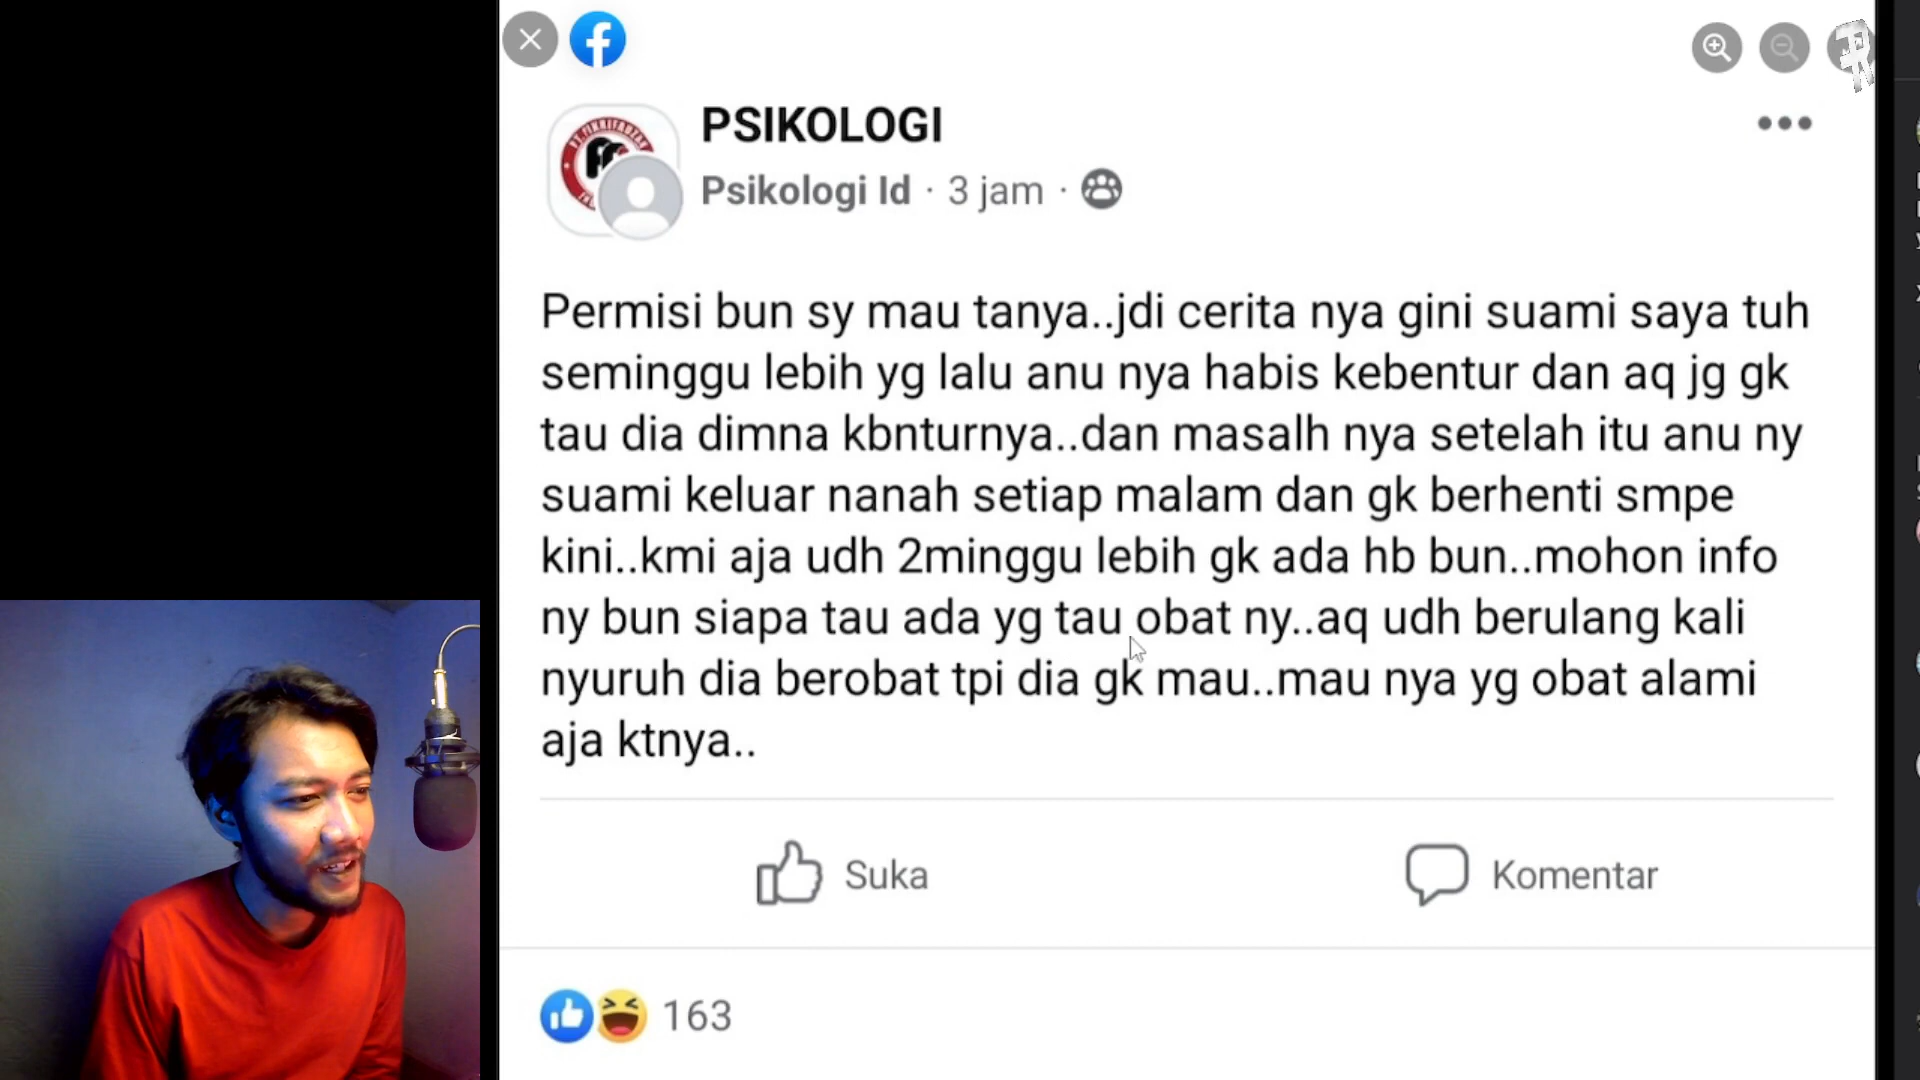 PSIKOLOGI
Psikologi Id · 3 jam ·
Permisi bun sy mau tanya..jdi cerita nya gini suami saya tuh
seminggu lebih yg lalu anu nya habis kebentur dan aq jg gk
tau dia dimna kbnturnya..dan masalh nya setelah itu anu ny
suami keluar nanah setiap malam dan gk berhenti smpe
kini..kmi aja udh 2minggu lebih gk ada hb bun..mohon info
ny bun siapa tau ada yg tau obat ny..aq udh berulang kali
nyuruh dia berobat tpi dia gk mau..mau nya yg obat alami
aja ktnya..
Suka
Komentar
163